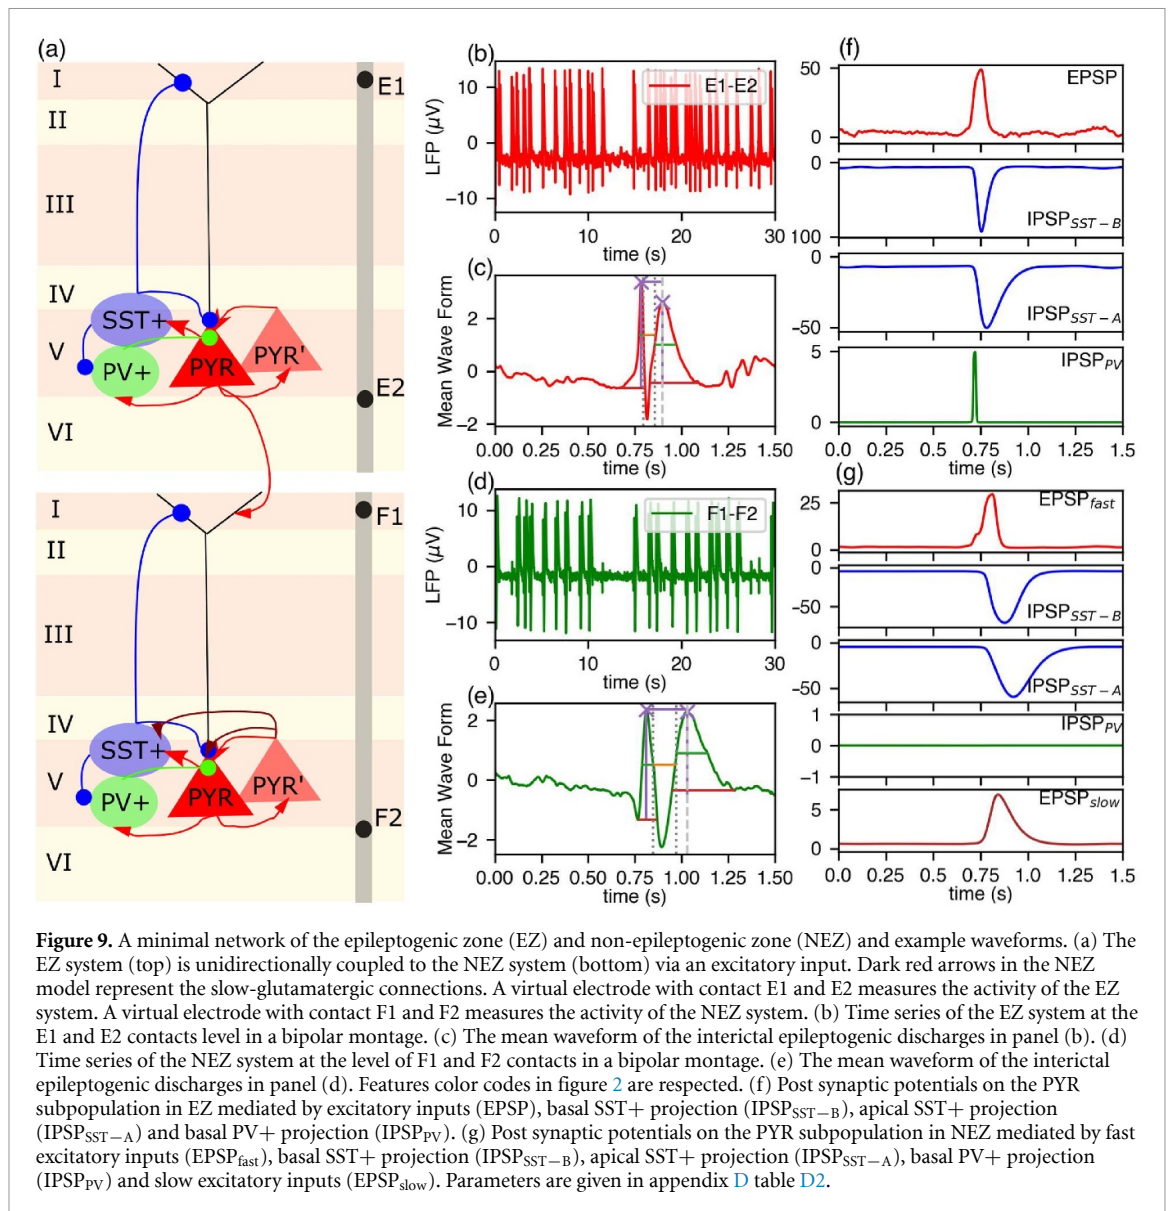 (a)
I
II
III
IV
V
VI
E1
E2
SST+
PV+
PYR
PYR'
I
II
III
IV
V
VI
F1
F2
SST+
PV+
PYR
PYR'
(b)
LFP (μV)
10
0
−10
E1-E2
0 10 20 30
time (s)
(c)
Mean Wave Form
2
0
−2
0.00 0.25 0.50 0.75 1.00 1.25 1.50
time (s)
(d)
LFP (μV)
10
0
−10
F1-F2
0 10 20 30
time (s)
(e)
Mean Wave Form
2
0
−2
0.00 0.25 0.50 0.75 1.00 1.25 1.50
time (s)
(f)
50
0
EPSP
0
100
IPSP_SST−B
0
−50
IPSP_SST−A
5
0
IPSP_PV
0.0 0.25 0.5 0.75 1.0 1.25 1.5
time (s)
(g)
25
0
EPSP_fast
0
−50
IPSP_SST−B
0
−50
IPSP_SST−A
1
0
−1
IPSP_PV
5
0
EPSP_slow
0.0 0.25 0.5 0.75 1.0 1.25 1.5
time (s)
Figure 9. A minimal network of the epileptogenic zone (EZ) and non-epileptogenic zone (NEZ) and example waveforms. (a) The
EZ system (top) is unidirectionally coupled to the NEZ system (bottom) via an excitatory input. Dark red arrows in the NEZ
model represent the slow-glutamatergic connections. A virtual electrode with contact E1 and E2 measures the activity of the EZ
system. A virtual electrode with contact F1 and F2 measures the activity of the NEZ system. (b) Time series of the EZ system at the
E1 and E2 contacts level in a bipolar montage. (c) The mean waveform of the interictal epileptogenic discharges in panel (b). (d)
Time series of the NEZ system at the level of F1 and F2 contacts in a bipolar montage. (e) The mean waveform of the interictal
epileptogenic discharges in panel (d). Features color codes in figure 2 are respected. (f) Post synaptic potentials on the PYR
subpopulation in EZ mediated by excitatory inputs (EPSP), basal SST+ projection (IPSP_SST−B), apical SST+ projection
(IPSP_SST−A) and basal PV+ projection (IPSP_PV). (g) Post synaptic potentials on the PYR subpopulation in NEZ mediated by fast
excitatory inputs (EPSP_fast), basal SST+ projection (IPSP_SST−B), apical SST+ projection (IPSP_SST−A), basal PV+ projection
(IPSP_PV) and slow excitatory inputs (EPSP_slow). Parameters are given in appendix D table D2.